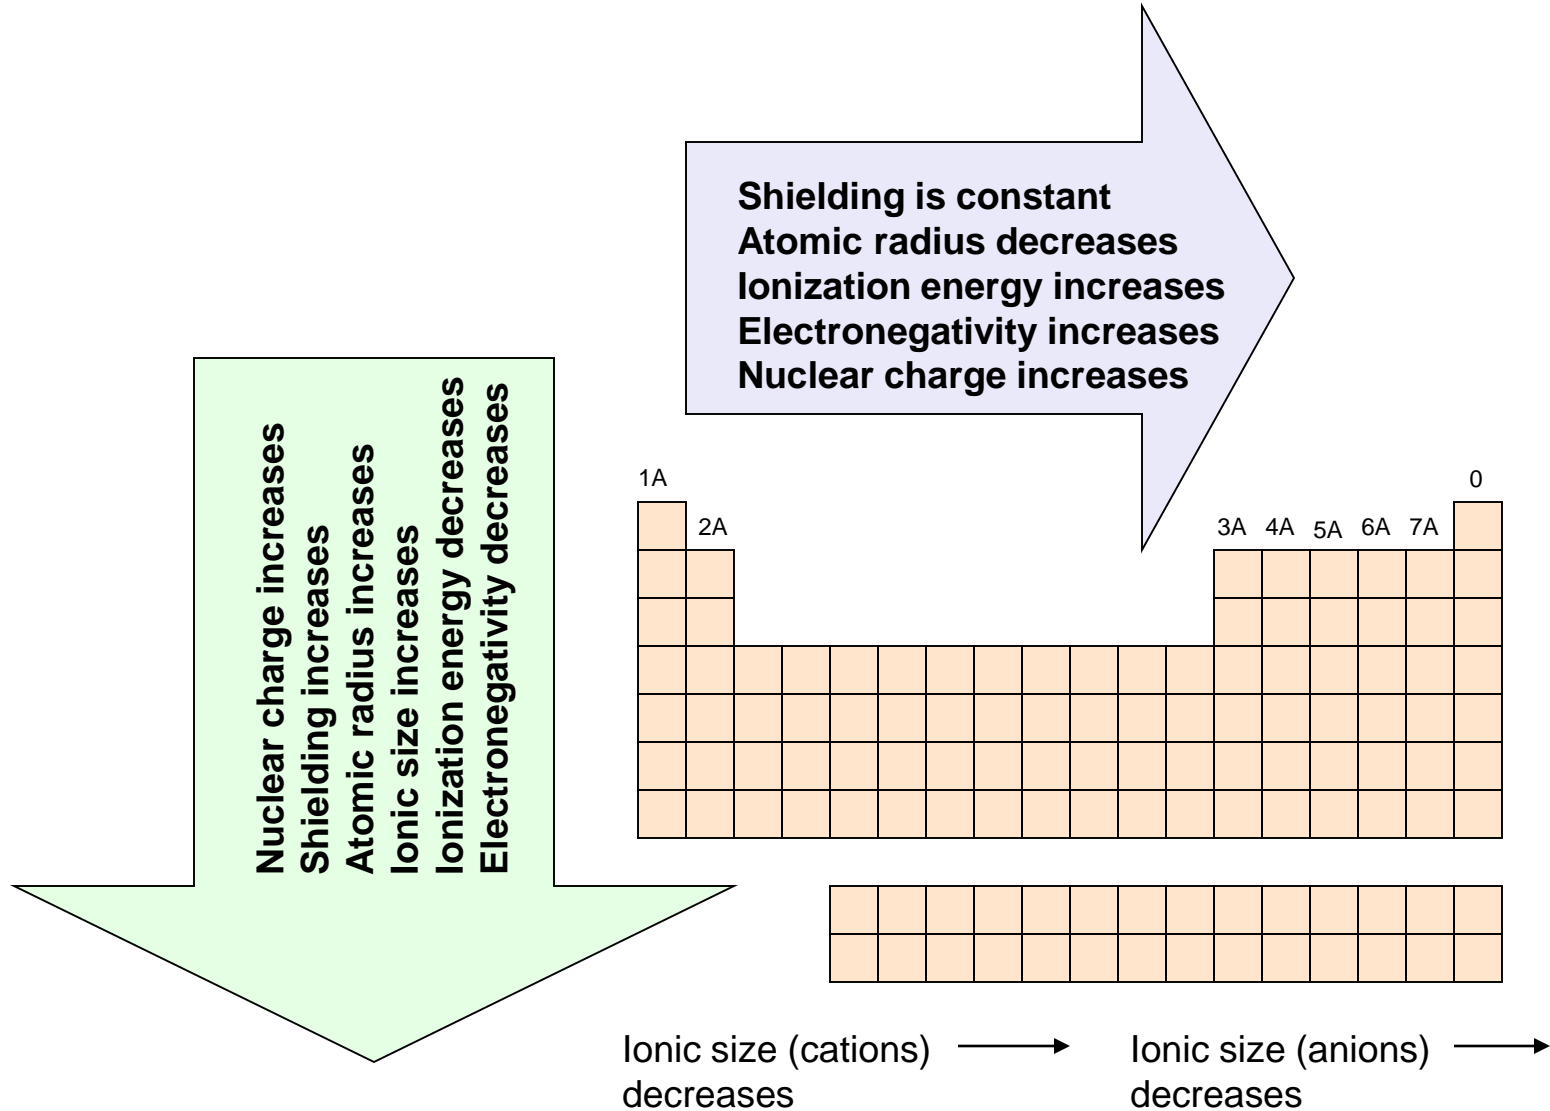 Shielding is constant
Atomic radius decreases
Ionization energy increases
Electronegativity increases
Nuclear charge increases
Nuclear charge increases
Shielding increases
Atomic radius increases
Ionic size increases
Ionization energy decreases
Electronegativity decreases
1A 0
2A 3A 4A 5A 6A 7A
Ionic size (cations)
decreases
Ionic size (anions)
decreases